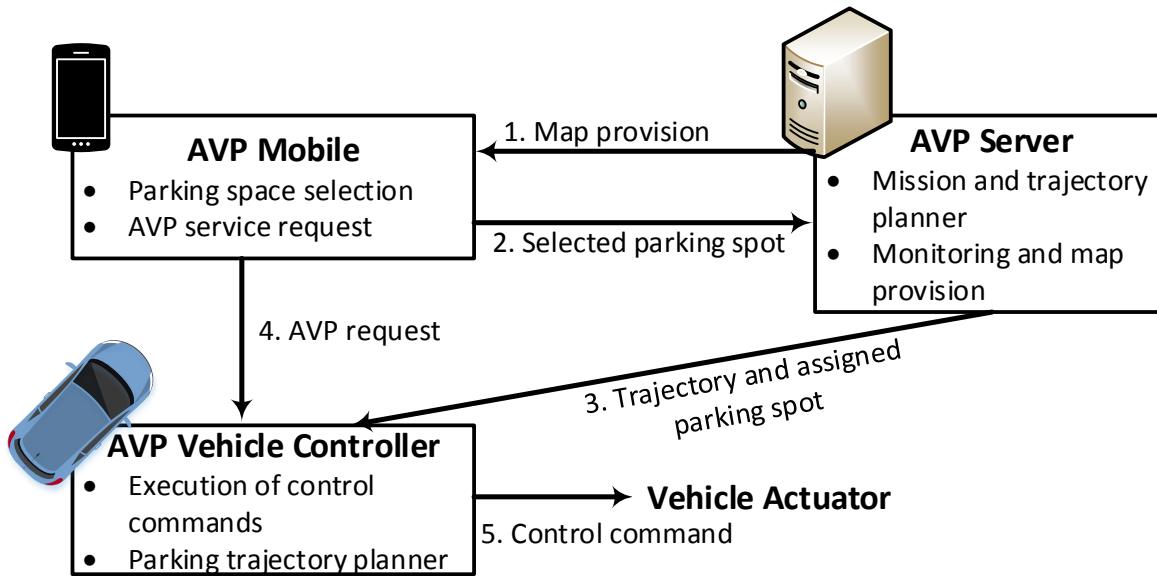 AVP Mobile
• Parking space selection
• AVP service request
1. Map provision
2. Selected parking spot
AVP Server
• Mission and trajectory
planner
• Monitoring and map
provision
4. AVP request
3. Trajectory and assigned
parking spot
AVP Vehicle Controller
• Execution of control
commands
• Parking trajectory planner
5. Control command
Vehicle Actuator